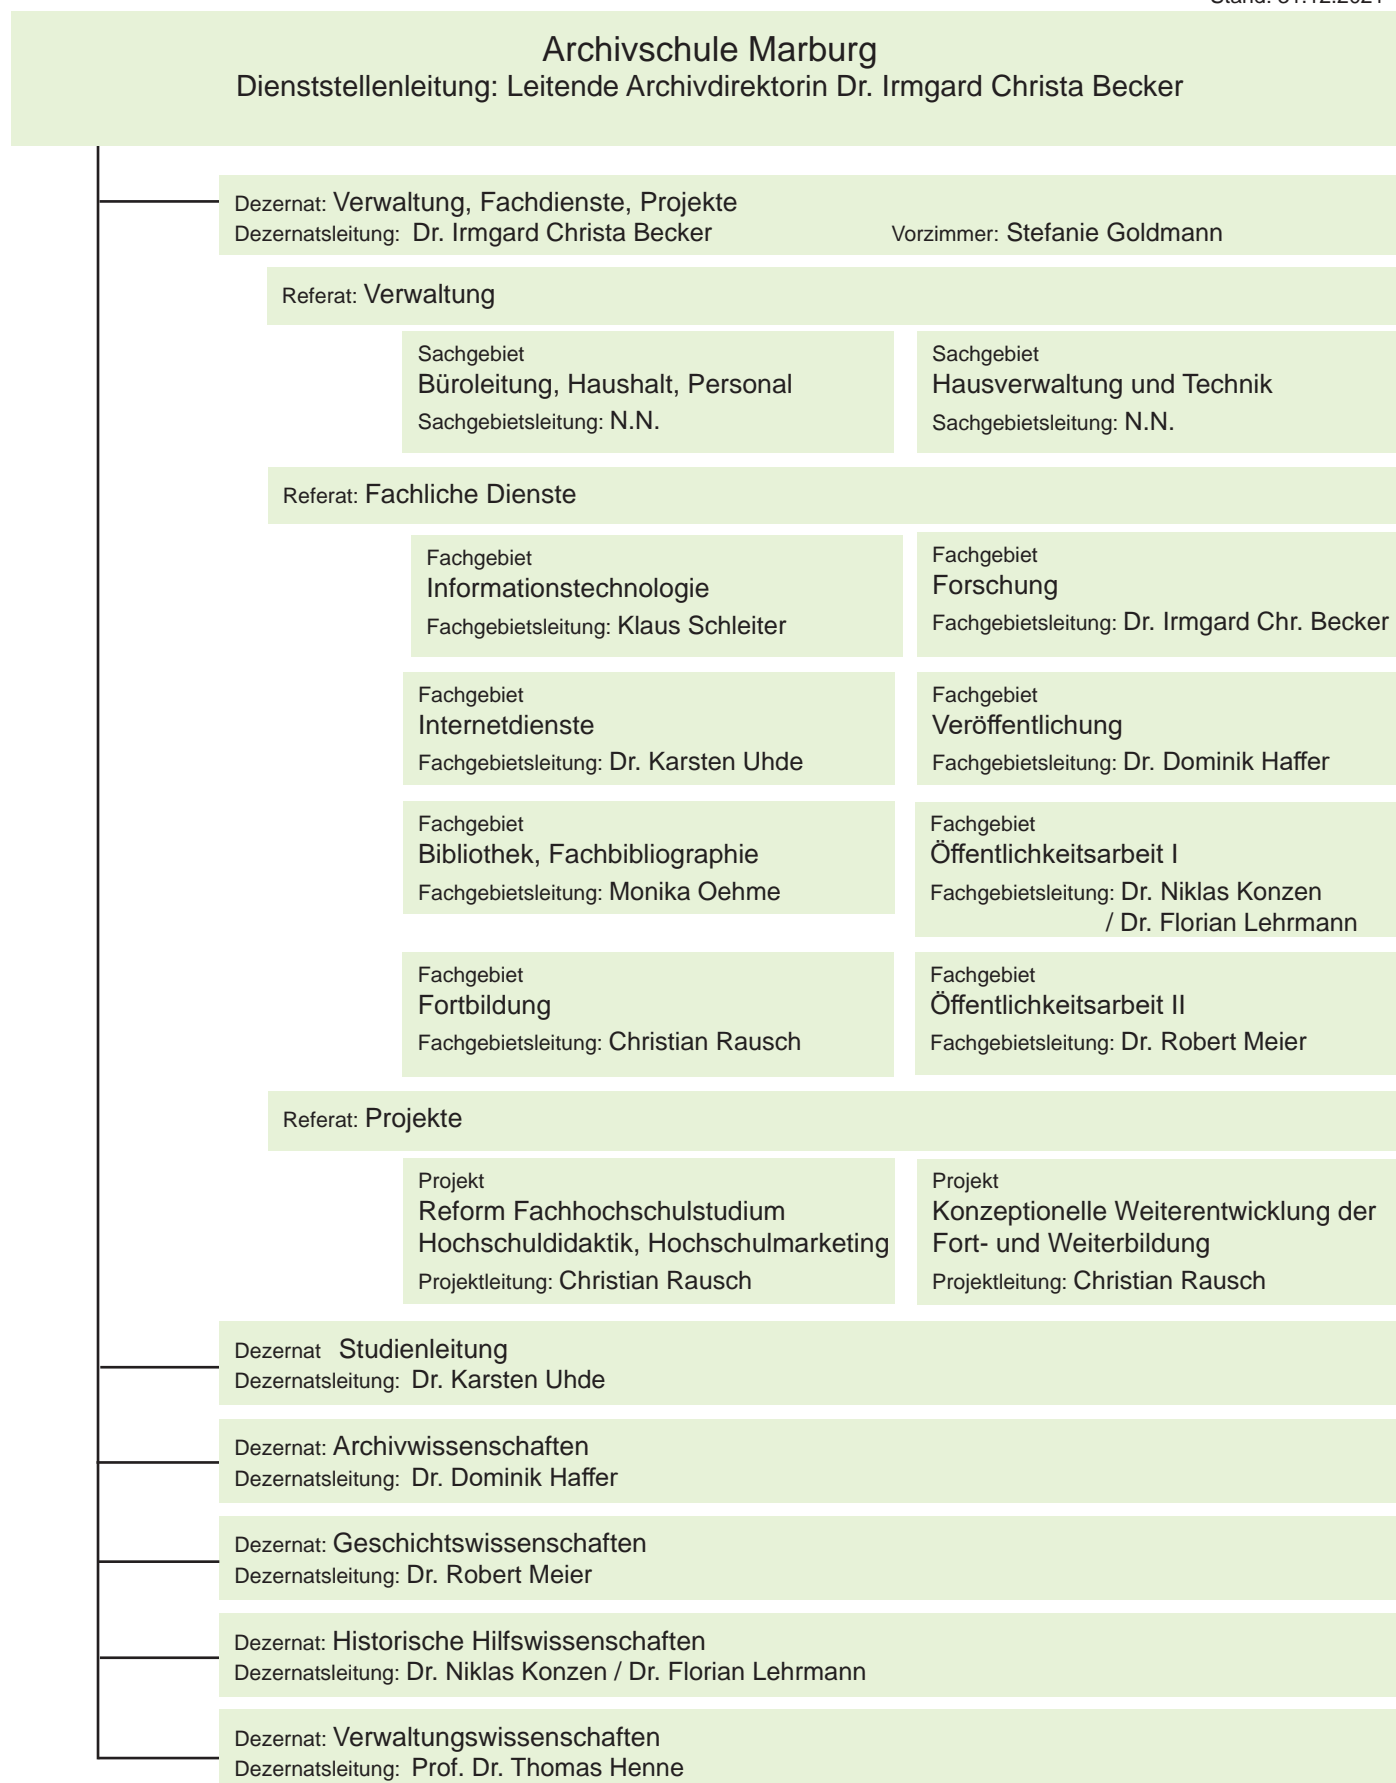 Archivschule Marburg
Dienststellenleitung: Leitende Archivdirektorin Dr. Irmgard Christa Becker
Dezernat: Verwaltung, Fachdienste, Projekte
Dezernatsleitung: Dr. Irmgard Christa Becker Vorzimmer: Stefanie Goldmann
Referat: Verwaltung
Sachgebiet
Büroleitung, Haushalt, Personal
Sachgebietsleitung: N.N.
Sachgebiet
Hausverwaltung und Technik
Sachgebietsleitung: N.N.
Referat: Fachliche Dienste
Fachgebiet
Informationstechnologie
Fachgebietsleitung: Klaus Schleiter
Fachgebiet
Forschung
Fachgebietsleitung: Dr. Irmgard Chr. Becker
Fachgebiet
Internetdienste
Fachgebietsleitung: Dr. Karsten Uhde
Fachgebiet
Veröffentlichung
Fachgebietsleitung: Dr. Dominik Haffer
Fachgebiet
Bibliothek, Fachbibliographie
Fachgebietsleitung: Monika Oehme
Fachgebiet
Öffentlichkeitsarbeit I
Fachgebietsleitung: Dr. Niklas Konzen
/ Dr. Florian Lehrmann
Fachgebiet
Fortbildung
Fachgebietsleitung: Christian Rausch
Fachgebiet
Öffentlichkeitsarbeit II
Fachgebietsleitung: Dr. Robert Meier
Referat: Projekte
Projekt
Reform Fachhochschulstudium
Hochschuldidaktik, Hochschulmarketing
Projektleitung: Christian Rausch
Projekt
Konzeptionelle Weiterentwicklung der
Fort- und Weiterbildung
Projektleitung: Christian Rausch
Dezernat Studienleitung
Dezernatsleitung: Dr. Karsten Uhde
Dezernat: Archivwissenschaften
Dezernatsleitung: Dr. Dominik Haffer
Dezernat: Geschichtswissenschaften
Dezernatsleitung: Dr. Robert Meier
Dezernat: Historische Hilfswissenschaften
Dezernatsleitung: Dr. Niklas Konzen / Dr. Florian Lehrmann
Dezernat: Verwaltungswissenschaften
Dezernatsleitung: Prof. Dr. Thomas Henne